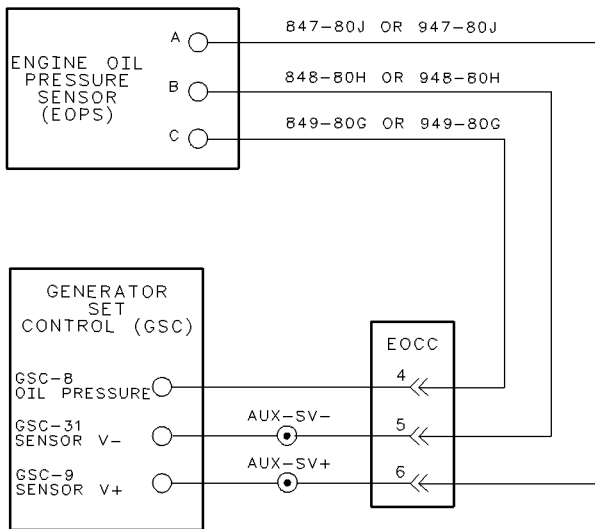 A
847-80J OR 947-80J
ENGINE OIL
PRESSURE
SENSOR
(EOPS)
B
848-80H OR 948-80H
C
849-80G OR 949-80G
GENERATOR
SET
CONTROL (GSC)
EOCC
GSC-8
OIL PRESSURE
4
GSC-31
SENSOR V-
AUX-SV-
5
GSC-9
SENSOR V+
AUX-SV+
6